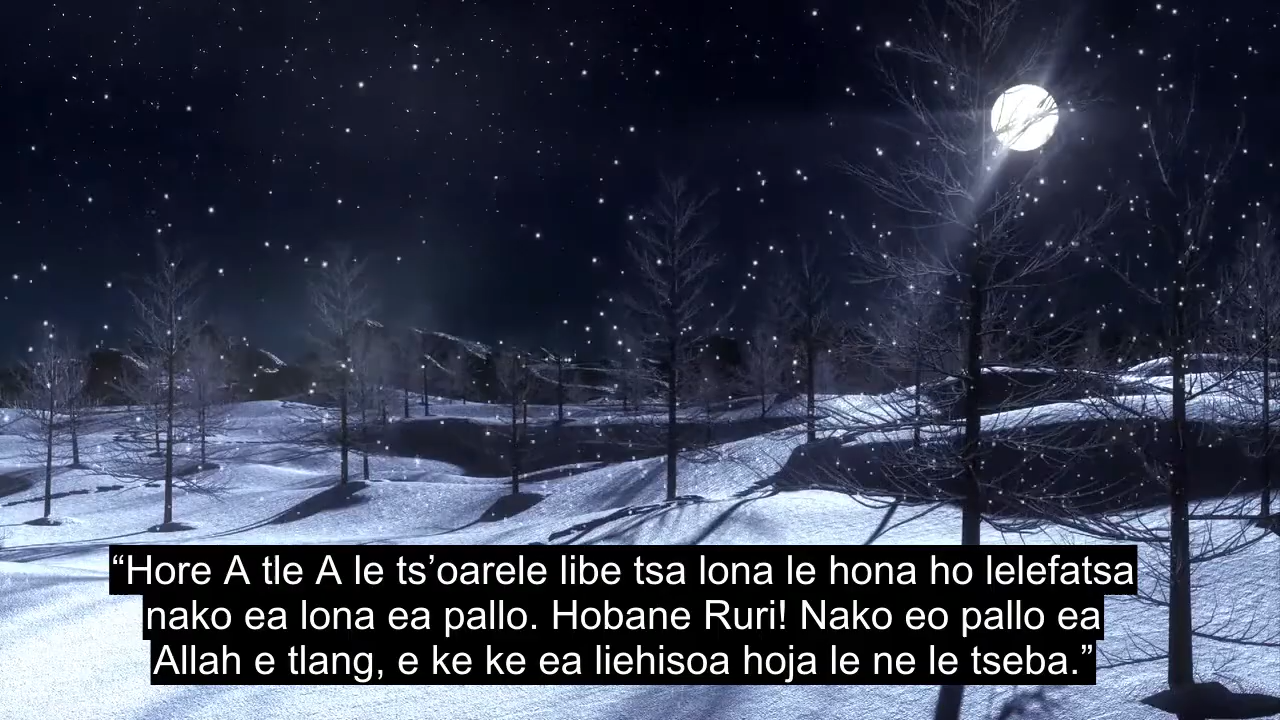 “Hore A tle A le ts’oarele libe tsa lona le hona ho lelefatsa
nako ea lona ea pallo. Hobane Ruri! Nako eo pallo ea
Allah e tlang, e ke ke ea liehisoa hoja le ne le tseba.”